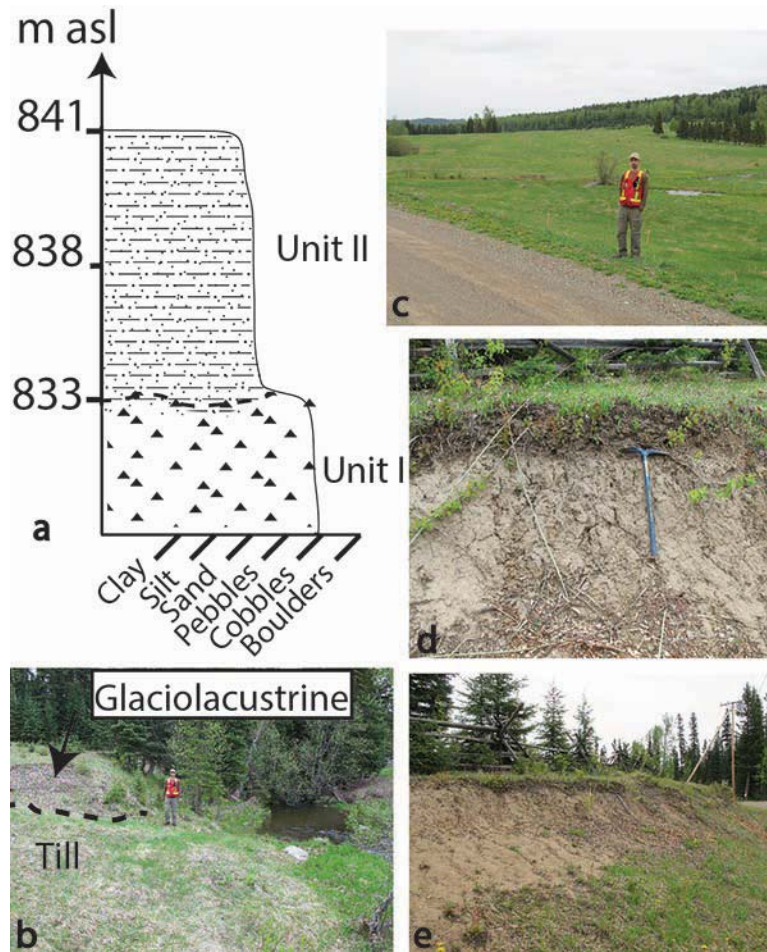 m asl
841
838
833
Unit II
Unit I
a
Clay
Silt
Sand
Pebbles
Cobbles
Boulders
c
d
Glaciolacustrine
Till
b
e